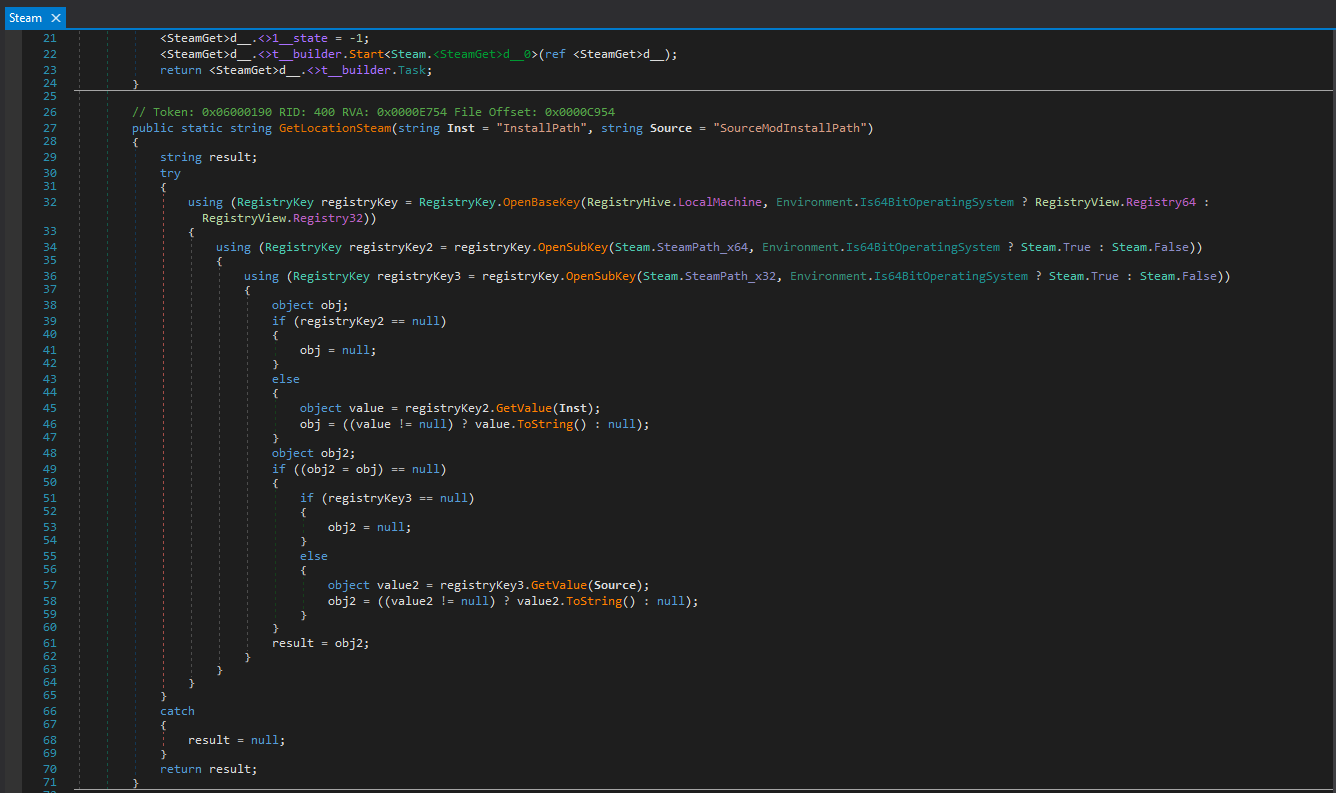 Steam ✕
21 <SteamGet>d__.<>1__state = -1;
22 <SteamGet>d__.<>t__builder.Start<Steam.<SteamGet>d__0>(ref <SteamGet>d__);
23 return <SteamGet>d__.<>t__builder.Task;
24 }
25
26 // Token: 0x06000190 RID: 400 RVA: 0x0000E754 File Offset: 0x0000C954
27 public static string GetLocationSteam(string Inst = "InstallPath", string Source = "SourceModInstallPath")
28 {
29 string result;
30 try
31 {
32 using (RegistryKey registryKey = RegistryKey.OpenBaseKey(RegistryHive.LocalMachine, Environment.Is64BitOperatingSystem ? RegistryView.Registry64 :
RegistryView.Registry32))
33 {
34 using (RegistryKey registryKey2 = registryKey.OpenSubKey(Steam.SteamPath_x64, Environment.Is64BitOperatingSystem ? Steam.True : Steam.False))
35 {
36 using (RegistryKey registryKey3 = registryKey.OpenSubKey(Steam.SteamPath_x32, Environment.Is64BitOperatingSystem ? Steam.True : Steam.False))
37 {
38 object obj;
39 if (registryKey2 == null)
40 {
41 obj = null;
42 }
43 else
44 {
45 object value = registryKey2.GetValue(Inst);
46 obj = ((value != null) ? value.ToString() : null);
47 }
48 object obj2;
49 if ((obj2 = obj) == null)
50 {
51 if (registryKey3 == null)
52 {
53 obj2 = null;
54 }
55 else
56 {
57 object value2 = registryKey3.GetValue(Source);
58 obj2 = ((value2 != null) ? value2.ToString() : null);
59 }
60 }
61 result = obj2;
62 }
63 }
64 }
65 }
66 catch
67 {
68 result = null;
69 }
70 return result;
71 }